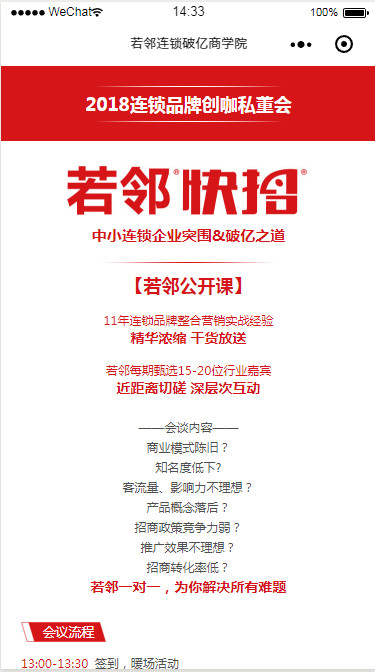 WeChat 14:33 100%
若邻连锁破亿商学院
2018连锁品牌创咖私董会
若邻®快招®
中小连锁企业突围&破亿之道
【若邻公开课】
11年连锁品牌整合营销实战经验
精华浓缩 干货放送
若邻每期甄选15-20位行业嘉宾
近距离切磋 深层次互动
——会谈内容——
商业模式陈旧？
知名度低下?
客流量、影响力不理想？
产品概念落后？
招商政策竞争力弱？
推广效果不理想？
招商转化率低？
若邻一对一，为你解决所有难题
会议流程
13:00-13:30 签到，暖场活动